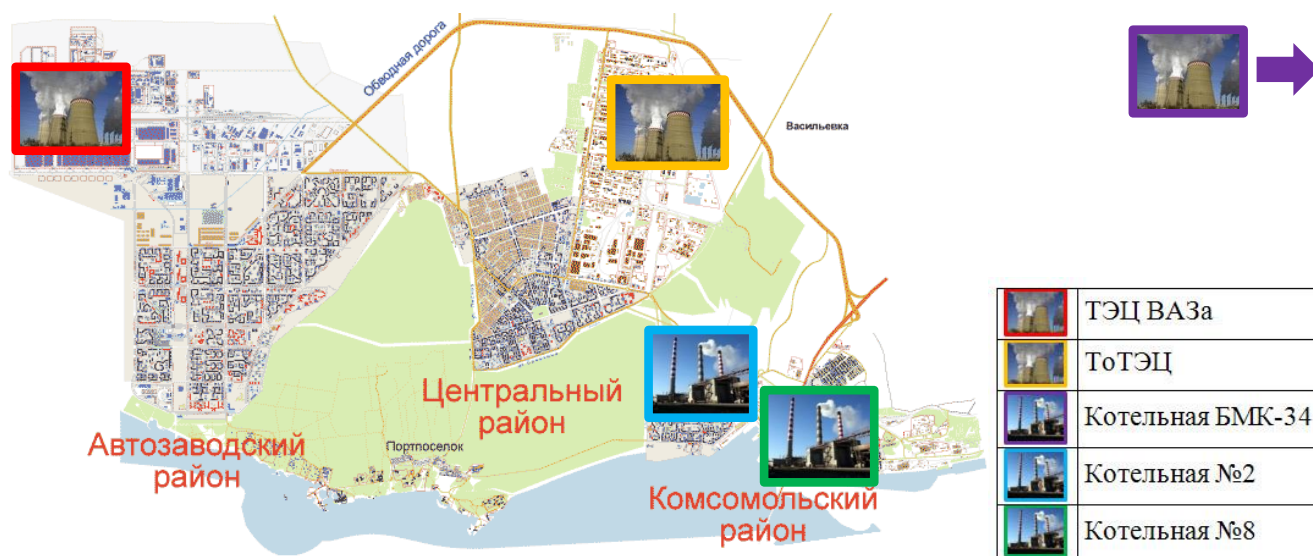 Обводная дорога
Васильевка
Центральный
район
Автозаводский
район
Портпоселок
Комсомольский
район
ТЭЦ ВАЗа
ТоТЭЦ
Котельная БМК-34
Котельная №2
Котельная №8